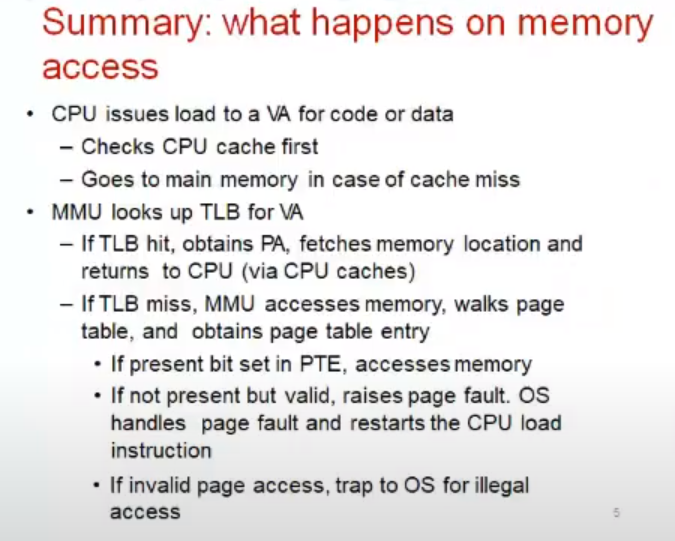 Summary: what happens on memory
access
• CPU issues load to a VA for code or data
– Checks CPU cache first
– Goes to main memory in case of cache miss
• MMU looks up TLB for VA
– If TLB hit, obtains PA, fetches memory location and
returns to CPU (via CPU caches)
– If TLB miss, MMU accesses memory, walks page
table, and obtains page table entry
• If present bit set in PTE, accesses memory
• If not present but valid, raises page fault. OS
handles page fault and restarts the CPU load
instruction
• If invalid page access, trap to OS for illegal
access
5